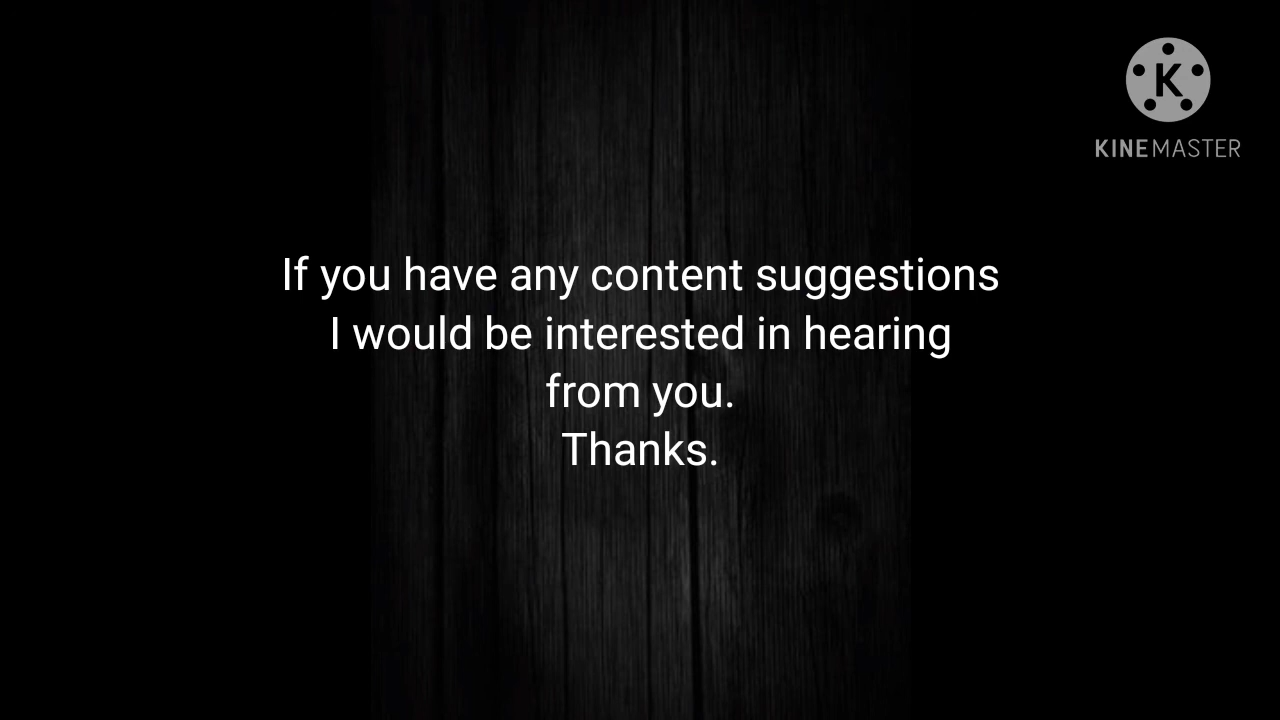 K
KINEMASTER
If you have any content suggestions
I would be interested in hearing
from you.
Thanks.